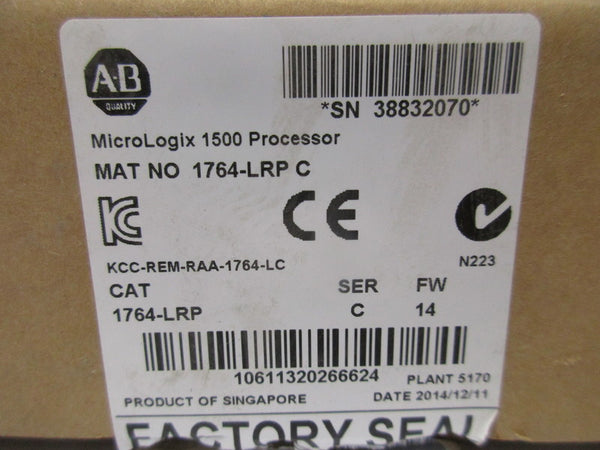 A-B
QUALITY
*SN 38832070*
MicroLogix 1500 Processor
MAT NO 1764-LRP C
KC
CE
KCC-REM-RAA-1764-LC
N223
CAT SER FW
1764-LRP C 14
10611320266624
PLANT 5170
PRODUCT OF SINGAPORE DATE 2014/12/11
FACTORY SEAL